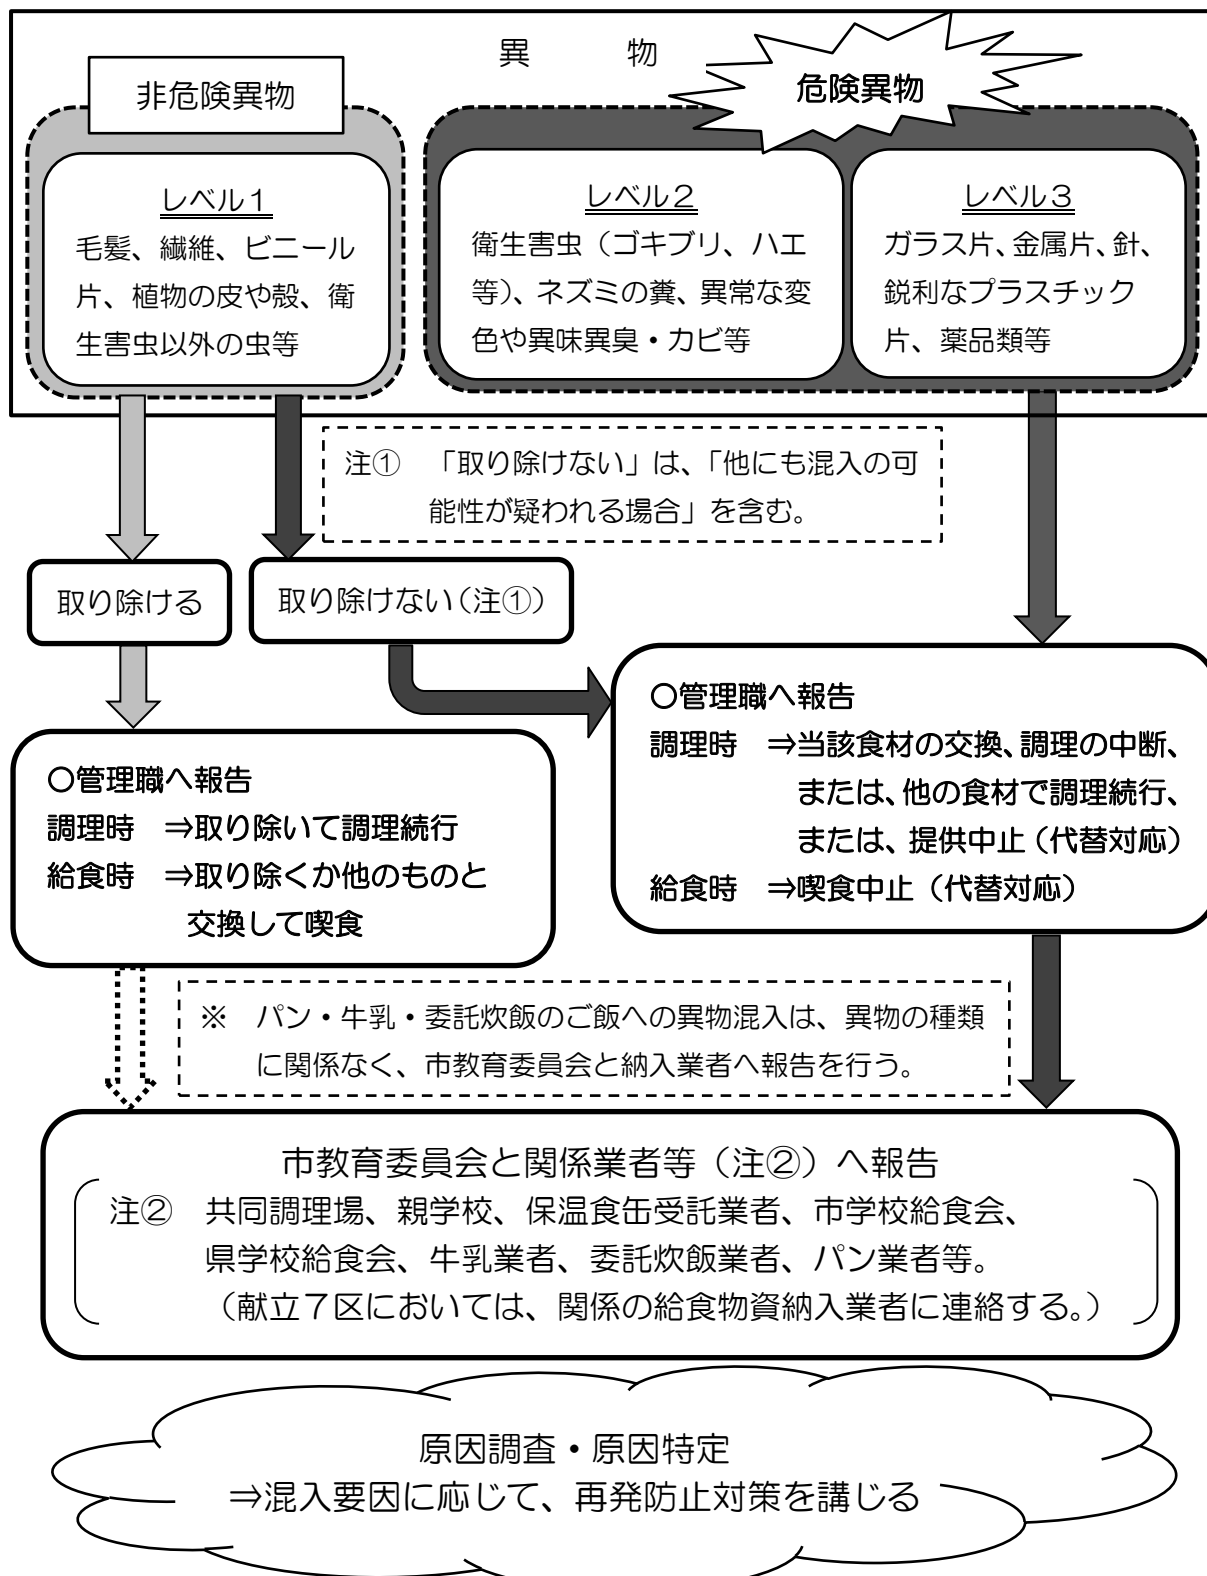 異　物
非危険異物
危険異物
レベル１
毛髪、繊維、ビニール
片、植物の皮や殻、衛
生害虫以外の虫等
レベル２
衛生害虫（ゴキブリ、ハエ
等）、ネズミの糞、異常な変
色や異味異臭・カビ等
レベル３
ガラス片、金属片、針、
鋭利なプラスチック
片、薬品類等
注①　「取り除けない」は、「他にも混入の可
能性が疑われる場合」を含む。
取り除ける
取り除けない（注①）
○管理職へ報告
調理時　⇒取り除いて調理続行
給食時　⇒取り除くか他のものと
交換して喫食
○管理職へ報告
調理時　⇒当該食材の交換、調理の中断、
または、他の食材で調理続行、
または、提供中止（代替対応）
給食時　⇒喫食中止（代替対応）
※　パン・牛乳・委託炊飯のご飯への異物混入は、異物の種類
に関係なく、市教育委員会と納入業者へ報告を行う。
市教育委員会と関係業者等（注②）へ報告
注②　共同調理場、親学校、保温食缶受託業者、市学校給食会、
県学校給食会、牛乳業者、委託炊飯業者、パン業者等。
（献立７区においては、関係の給食物資納入業者に連絡する。）
原因調査・原因特定
⇒混入要因に応じて、再発防止対策を講じる